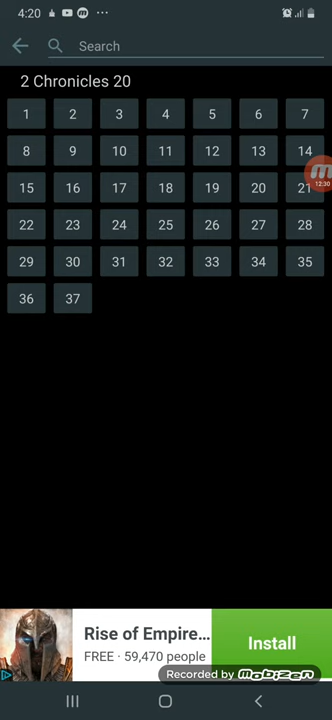 4:20
Search
2 Chronicles 20
1 2 3 4 5 6 7
8 9 10 11 12 13 14
15 16 17 18 19 20 21
12:30
22 23 24 25 26 27 28
29 30 31 32 33 34 35
36 37
Rise of Empire...
FREE · 59,470 people
Install
Recorded by MOBIZEN